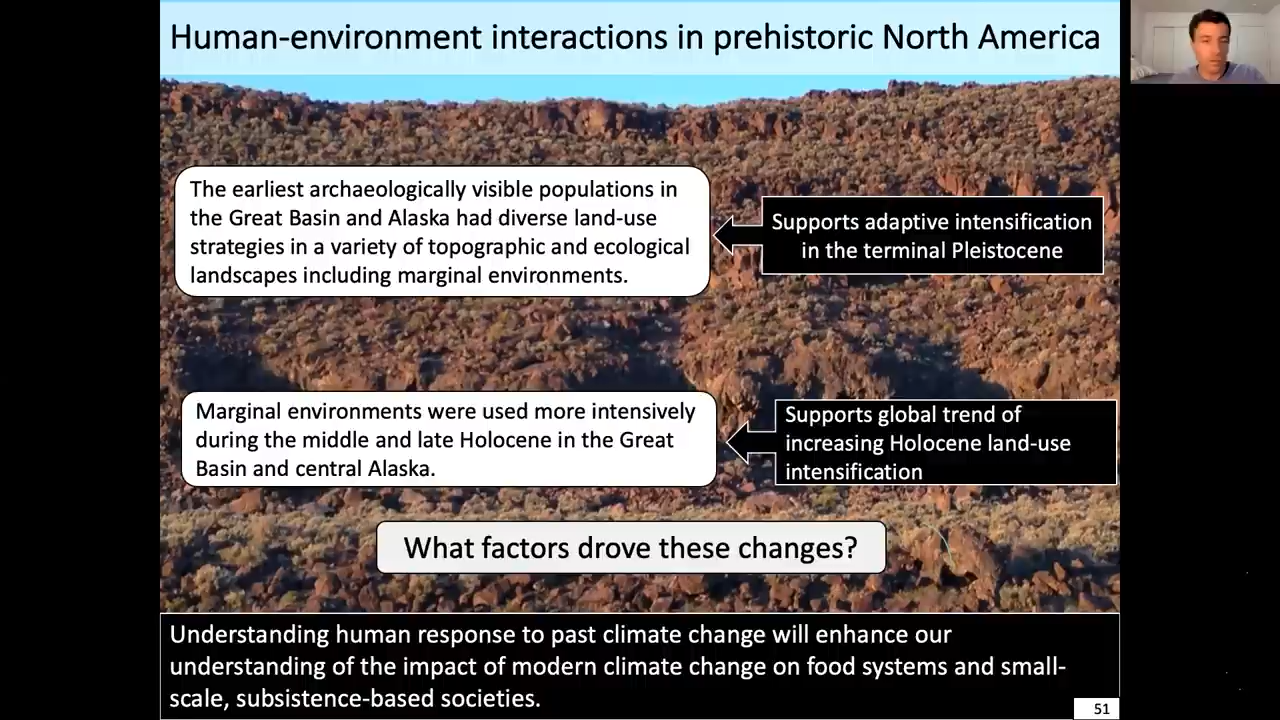 Human-environment interactions in prehistoric North America
The earliest archaeologically visible populations in
the Great Basin and Alaska had diverse land-use
strategies in a variety of topographic and ecological
landscapes including marginal environments.
Supports adaptive intensification
in the terminal Pleistocene
Marginal environments were used more intensively
during the middle and late Holocene in the Great
Basin and central Alaska.
Supports global trend of
increasing Holocene land-use
intensification
What factors drove these changes?
Understanding human response to past climate change will enhance our
understanding of the impact of modern climate change on food systems and small-
scale, subsistence-based societies.
51